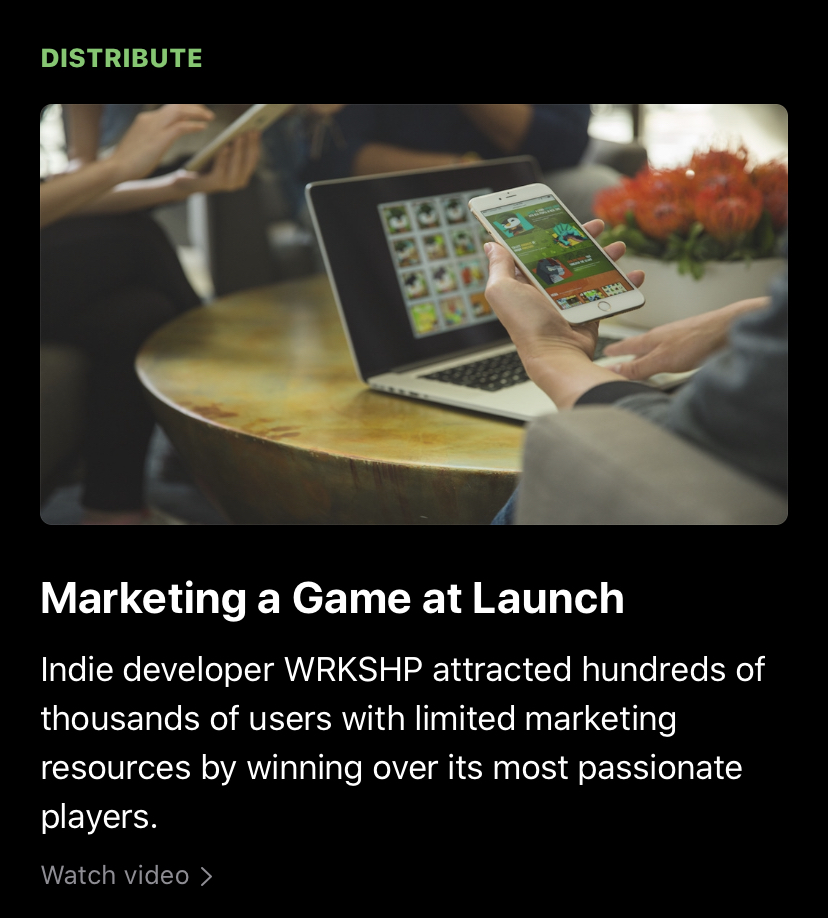 DISTRIBUTE
Marketing a Game at Launch
Indie developer WRKSHP attracted hundreds of
thousands of users with limited marketing
resources by winning over its most passionate
players.
Watch video